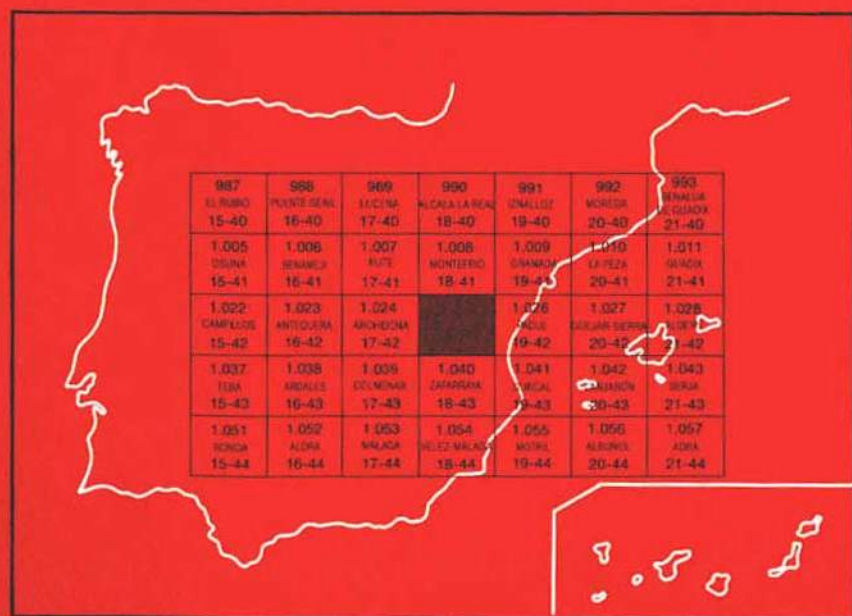 987 988 989 990 991 992 993
EL RUBIO PUENTE GENIL LUCENA ALCALA LA REAL IZNALLOZ MOREDA BENALUA
DE GUADIX
15-40 16-40 17-40 18-40 19-40 20-40 21-40
1.005 1.006 1.007 1.008 1.009 1.010 1.011
OSUNA BENAMEJI RUTE MONTEFRIO GRANADA LA PEZA GUADIX
15-41 16-41 17-41 18-41 19-41 20-41 21-41
1.022 1.023 1.024 1.026 1.027 1.028
CAMPILLOS ANTEQUERA ARCHIDONA PADUL GUEJAR SIERRA
15-42 16-42 17-42 19-42 20-42 21-42
1.037 1.038 1.039 1.040 1.041 1.042 1.043
TEBA ARDALES COLMENAR ZAFARRAYA DURCAL LANJARÓN BERJA
15-43 16-43 17-43 18-43 19-43 20-43 21-43
1.051 1.052 1.053 1.054 1.055 1.056 1.057
RONDA ALORA MALAGA VELEZ-MALAGA MOTRIL ALBUÑOL ADRA
15-44 16-44 17-44 18-44 19-44 20-44 21-44